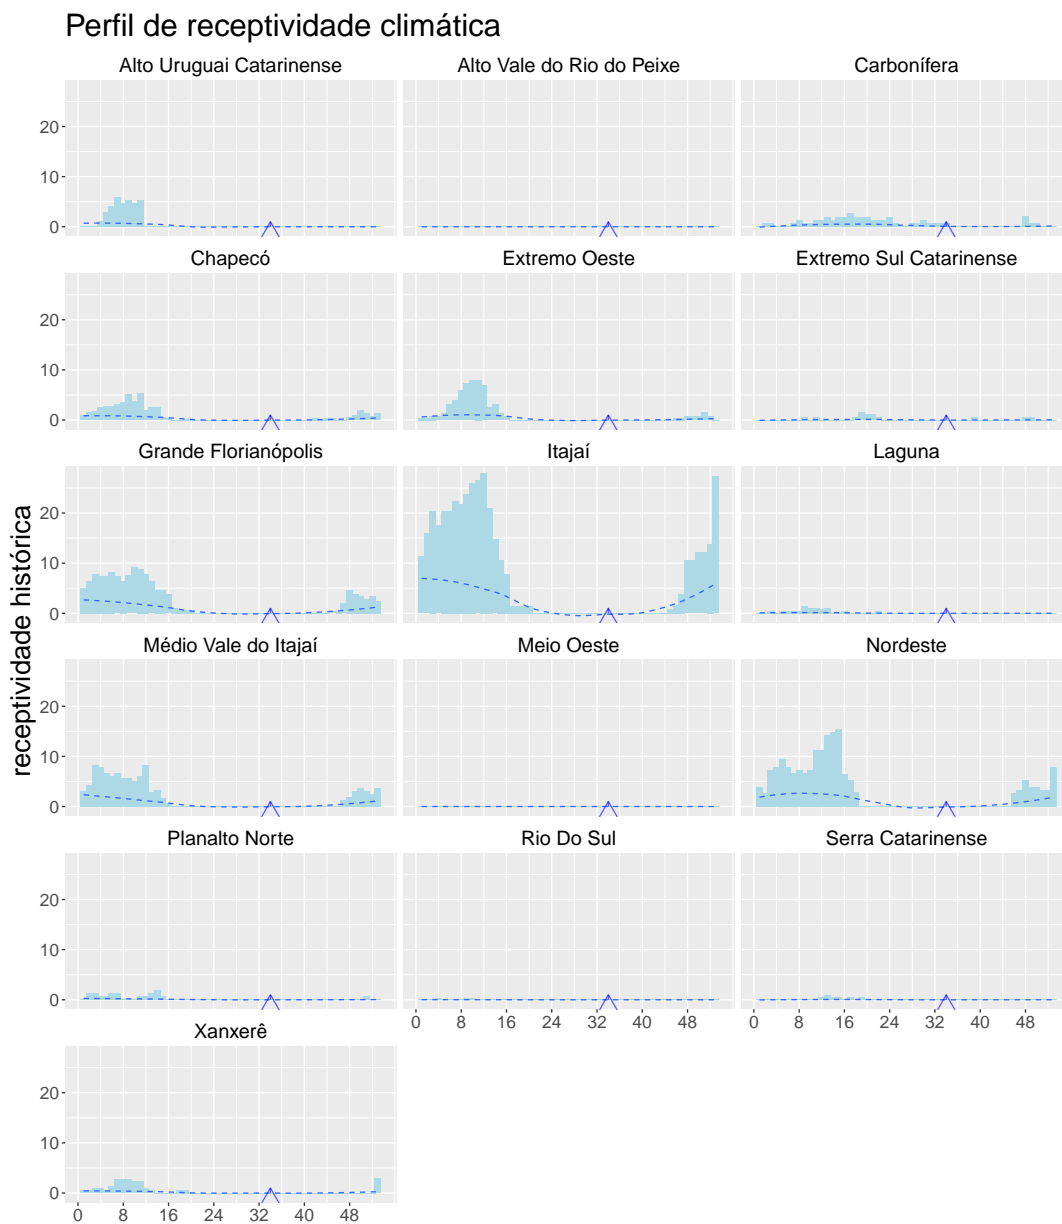 Perfil de receptividade climática
Alto Uruguai Catarinense Alto Vale do Rio do Peixe Carbonífera
20
10
0
Chapecó Extremo Oeste Extremo Sul Catarinense
20
10
0
Grande Florianópolis Itajaí Laguna
20
10
0
receptividade histórica
Médio Vale do Itajaí Meio Oeste Nordeste
20
10
0
Planalto Norte Rio Do Sul Serra Catarinense
20
10
0
0 8 16 24 32 40 48 0 8 16 24 32 40 48
Xanxerê
20
10
0
0 8 16 24 32 40 48